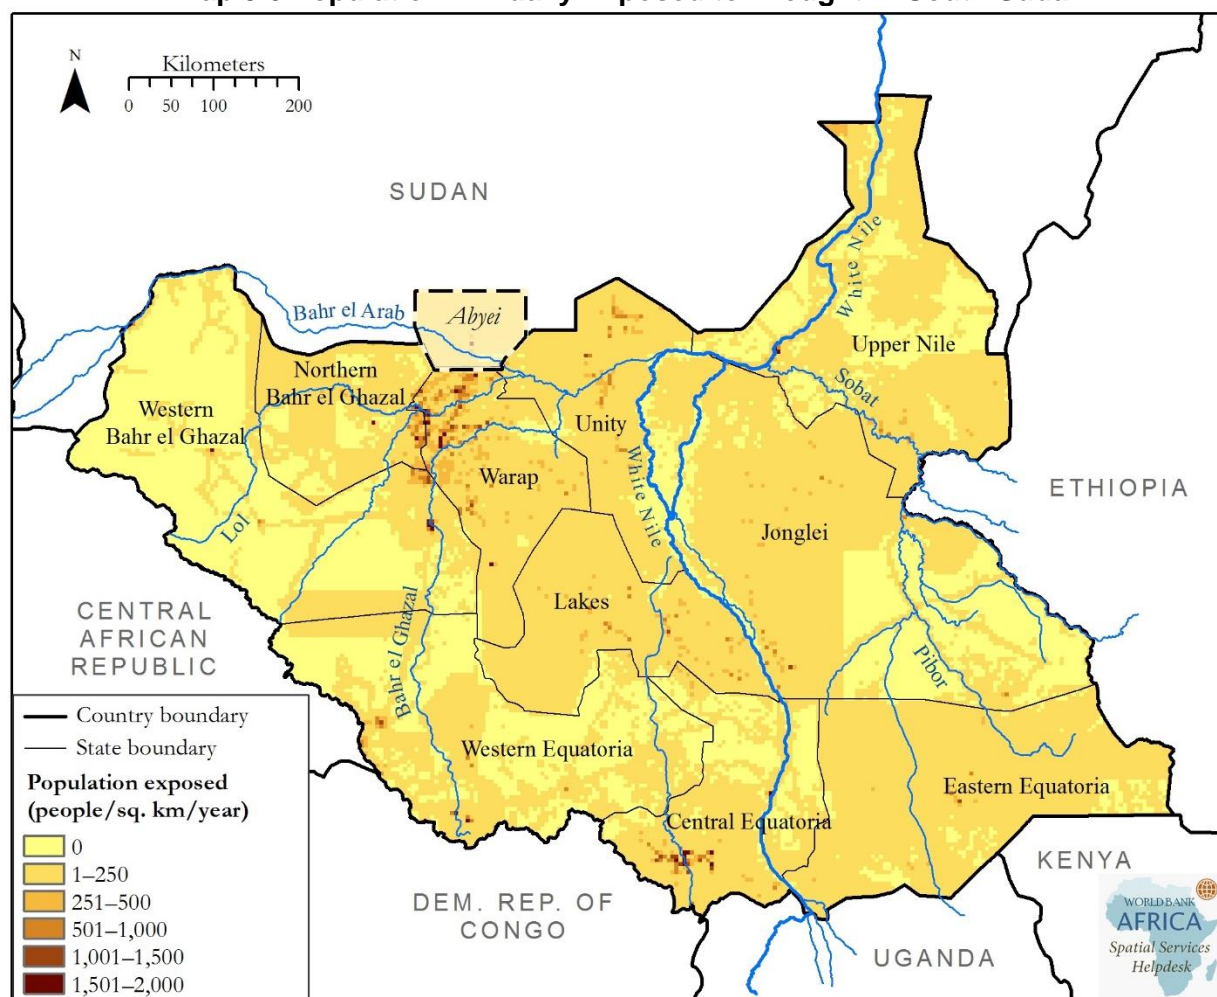 N
Kilometers
0 50 100 200
SUDAN
White Nile
Bahr el Arab
Abyei
Upper Nile
Northern
Bahr el Ghazal
Western
Bahr el Ghazal
Sobat
Unity
Warap
White Nile
ETHIOPIA
Lol
Jonglei
Lakes
CENTRAL
AFRICAN
REPUBLIC
Bahr el Ghazal
Pibor
Western Equatoria
Eastern Equatoria
Central Equatoria
KENYA
DEM. REP. OF
CONGO
UGANDA
Country boundary
State boundary
Population exposed
(people/sq. km/year)
0
1–250
251–500
501–1,000
1,001–1,500
1,501–2,000
WORLD BANK
AFRICA
Spatial Services
Helpdesk